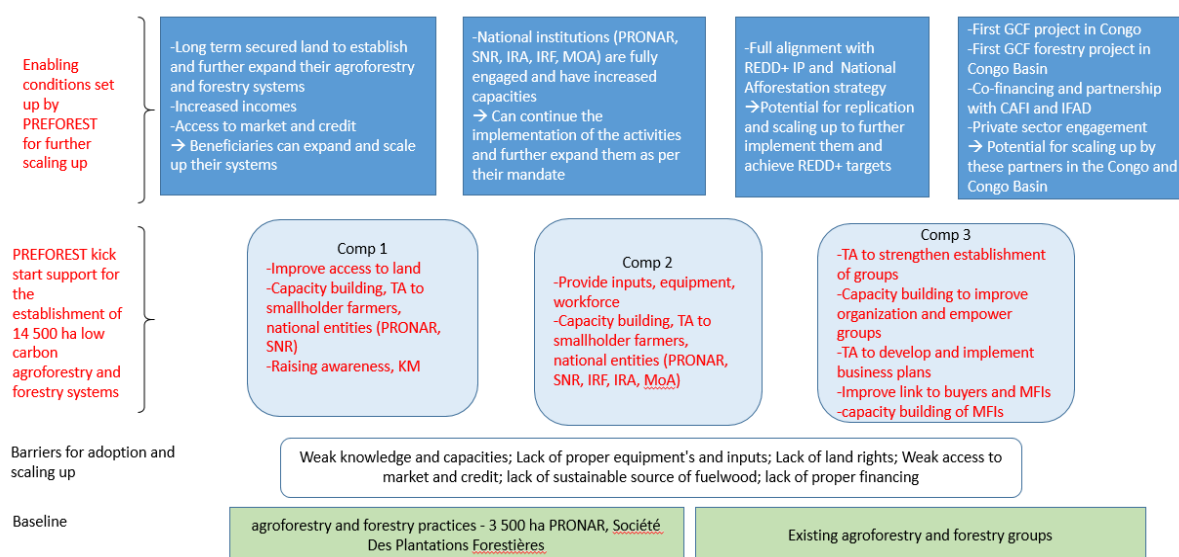 Enabling
conditions set
up by
PREFOREST
for further
scaling up
-Long term secured land to establish
and further expand their agroforestry
and forestry systems
-Increased incomes
-Access to market and credit
→ Beneficiaries can expand and scale
up their systems
-National institutions (PRONAR,
SNR, IRA, IRF, MOA) are fully
engaged and have increased
capacities
→ Can continue the
implementation of the activities
and further expand them as per
their mandate
-Full alignment with
REDD+ IP and National
Afforestation strategy
→Potential for replication
and scaling up to further
implement them and
achieve REDD+ targets
-First GCF project in Congo
-First GCF forestry project in
Congo Basin
-Co-financing and partnership
with CAFI and IFAD
-Private sector engagement
→ Potential for scaling up by
these partners in the Congo and
Congo Basin
PREFOREST kick
start support for
the
establishment of
14 500 ha low
carbon
agroforestry and
forestry systems
Comp 1
-Improve access to land
-Capacity building, TA to
smallholder farmers,
national entities (PRONAR,
SNR)
-Raising awareness, KM
Comp 2
-Provide inputs, equipment,
workforce
-Capacity building, TA to
smallholder farmers,
national entities (PRONAR,
SNR, IRF, IRA, MoA)
Comp 3
-TA to strengthen establishment
of groups
-Capacity building to improve
organization and empower
groups
-TA to develop and implement
business plans
-Improve link to buyers and MFIs
-capacity building of MFIs
Barriers for adoption and
scaling up
Weak knowledge and capacities; Lack of proper equipment's and inputs; Lack of land rights; Weak access to
market and credit; lack of sustainable source of fuelwood; lack of proper financing
Baseline
agroforestry and forestry practices - 3 500 ha PRONAR, Société
Des Plantations Forestières
Existing agroforestry and forestry groups